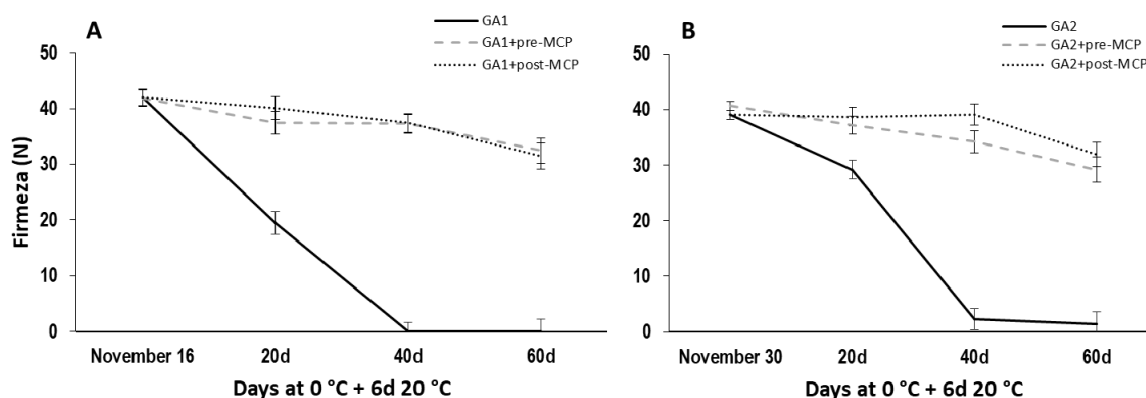 A
GA1
GA1+pre-MCP
GA1+post-MCP
50
40
30
20
10
0
Firmeza (N)
November 16 20d 40d 60d
Days at 0 °C + 6d 20 °C
B
GA2
GA2+pre-MCP
GA2+post-MCP
50
40
30
20
10
0
November 30 20d 40d 60d
Days at 0 °C + 6d 20 °C